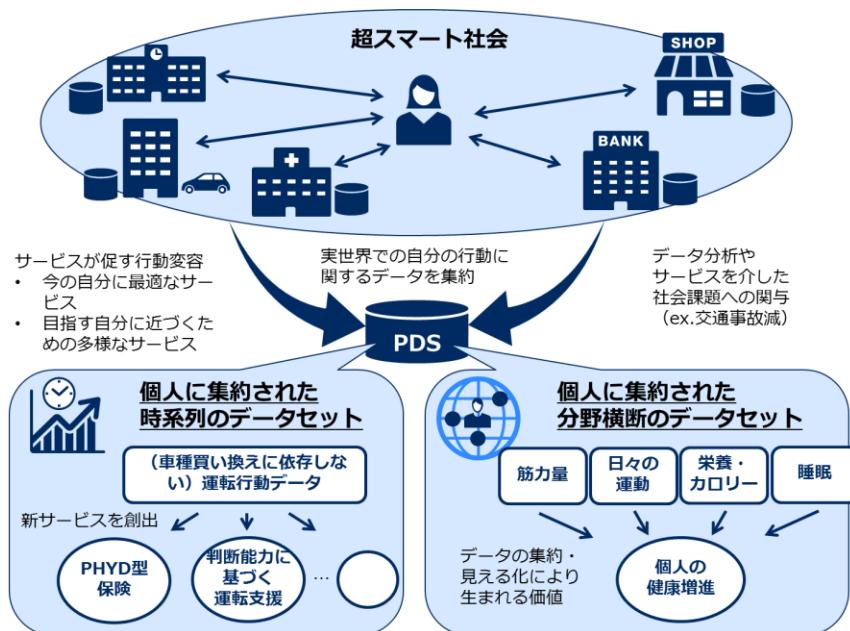 超スマート社会
SHOP
BANK
サービスが促す行動変容
• 今の自分に最適なサー
ビス
• 目指す自分に近づくた
めの多様なサービス
実世界での自分の行動に
関するデータを集約
データ分析や
サービスを介した
社会課題への関与
（ex.交通事故減）
PDS
個人に集約された
時系列のデータセット
（車種買い換えに依存しな
い）運転行動データ
新サービスを創出
PHYD型
保険
判断能力に
基づく
運転支援
…
個人に集約された
分野横断のデータセット
筋力量
日々の
運動
栄養・
カロリー
睡眠
データの集約・
見える化により
生まれる価値
個人の
健康増進